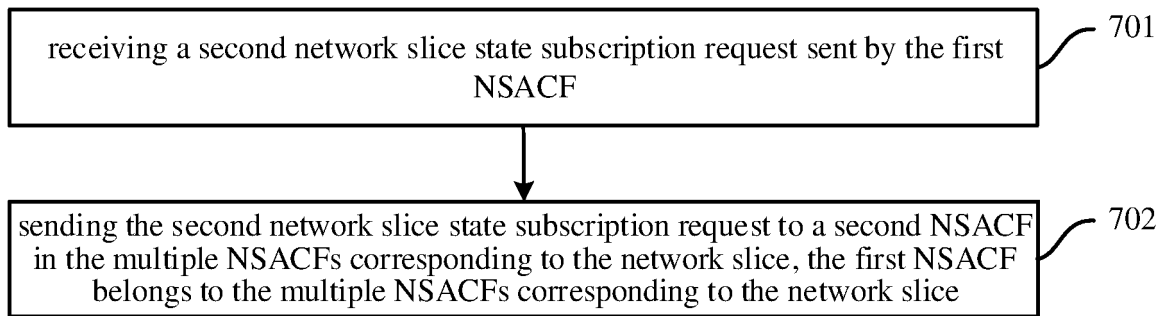 receiving a second network slice state subscription request sent by the first
NSACF
701
sending the second network slice state subscription request to a second NSACF
in the multiple NSACFs corresponding to the network slice, the first NSACF
belongs to the multiple NSACFs corresponding to the network slice
702